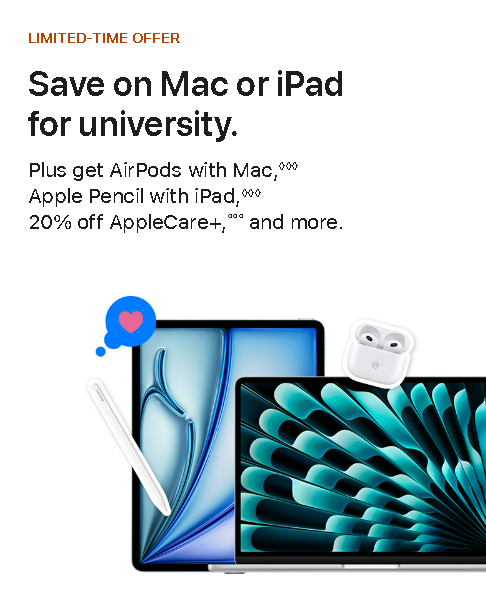 LIMITED-TIME OFFER
Save on Mac or iPad
for university.
Plus get AirPods with Mac,◊◊◊
Apple Pencil with iPad,◊◊◊
20% off AppleCare+,°°° and more.